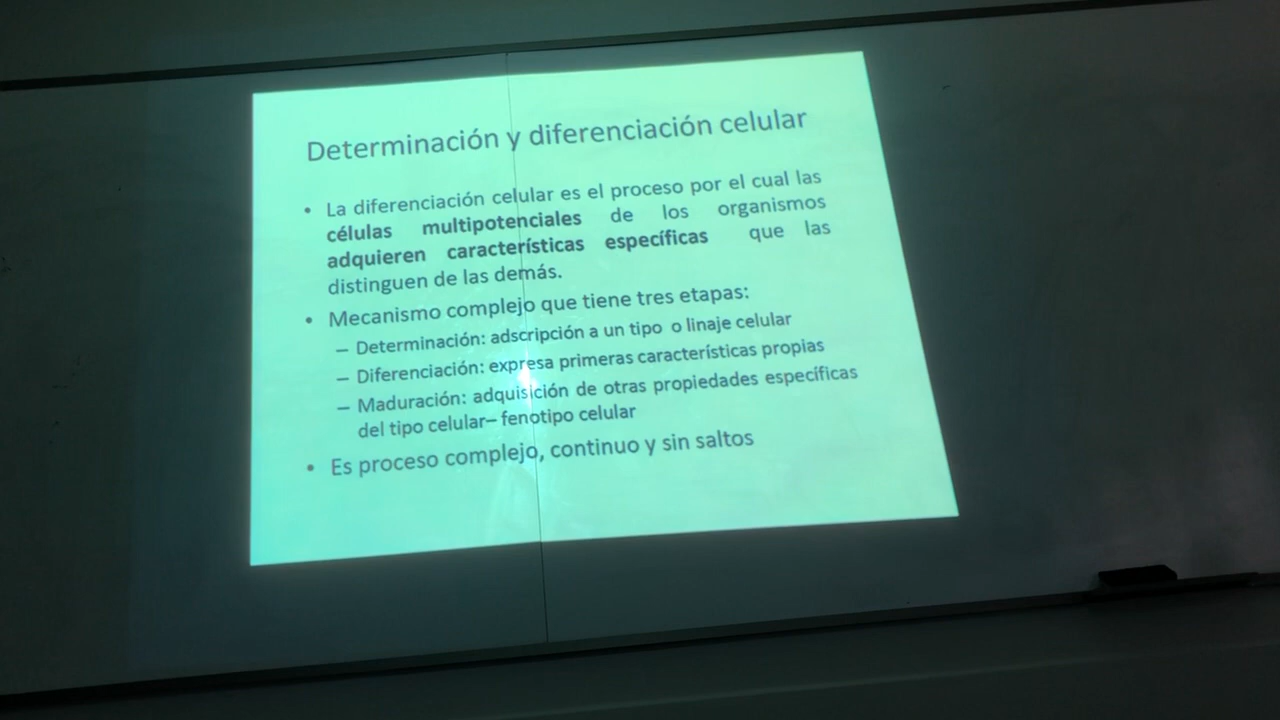 Determinación y diferenciación celular
• La diferenciación celular es el proceso por el cual las
células multipotenciales de los organismos
adquieren características específicas que las
distinguen de las demás.
• Mecanismo complejo que tiene tres etapas:
– Determinación: adscripción a un tipo o linaje celular
– Diferenciación: expresa primeras características propias
– Maduración: adquisición de otras propiedades específicas
del tipo celular– fenotipo celular
• Es proceso complejo, continuo y sin saltos